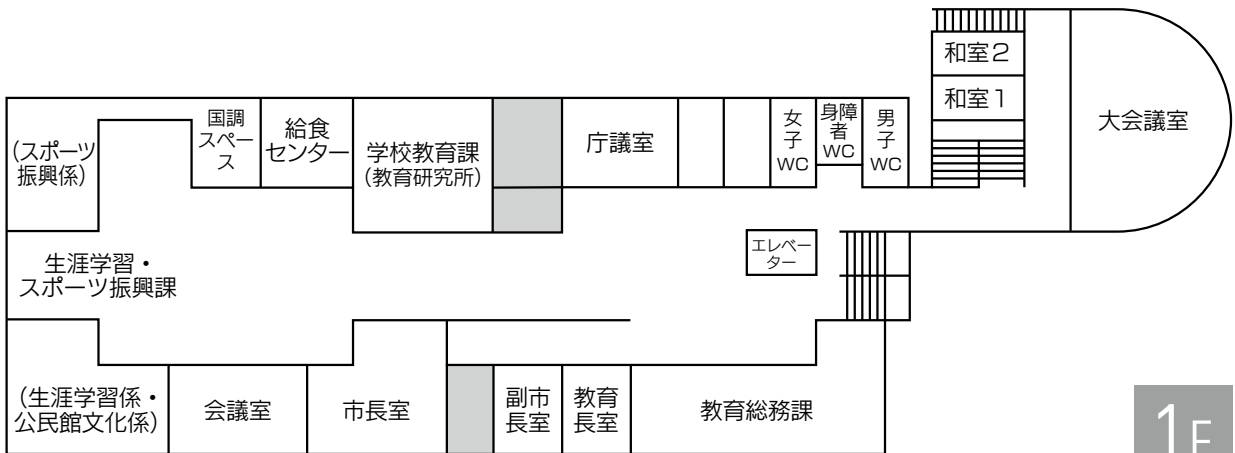 和室2
和室1
大会議室
(スポーツ
振興係)
国調
スペー
ス
給食
センター
学校教育課
(教育研究所)
庁議室
女子
WC
身障者
WC
男子
WC
エレベー
ター
生涯学習・
スポーツ振興課
(生涯学習係・
公民館文化係)
会議室
市長室
副市
長室
教育
長室
教育総務課
1F